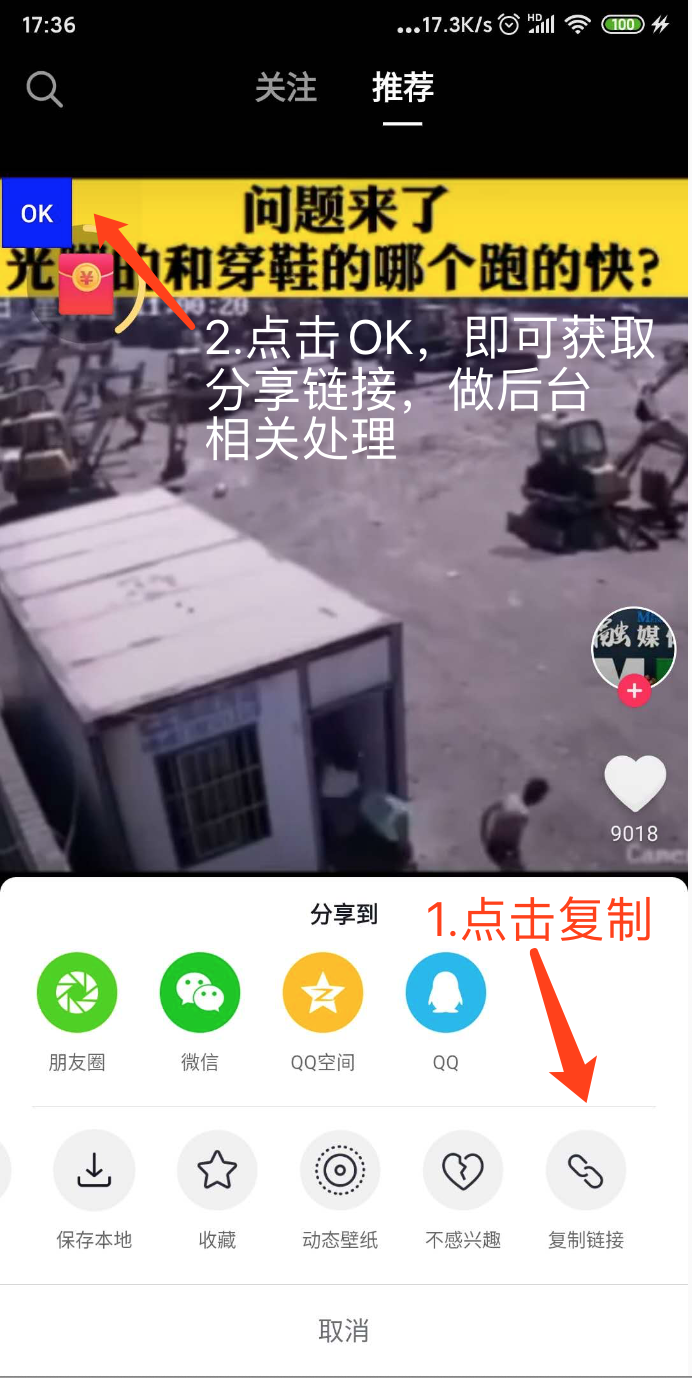 17:36
...17.3K/s
HD
100
关注
推荐
OK
问题来了
光
的和穿鞋的哪个跑的快?
2.点击OK，即可获取
分享链接，做后台
相关处理
触媒
9018
分享到
1.点击复制
朋友圈
微信
QQ空间
QQ
保存本地
收藏
动态壁纸
不感兴趣
复制链接
取消